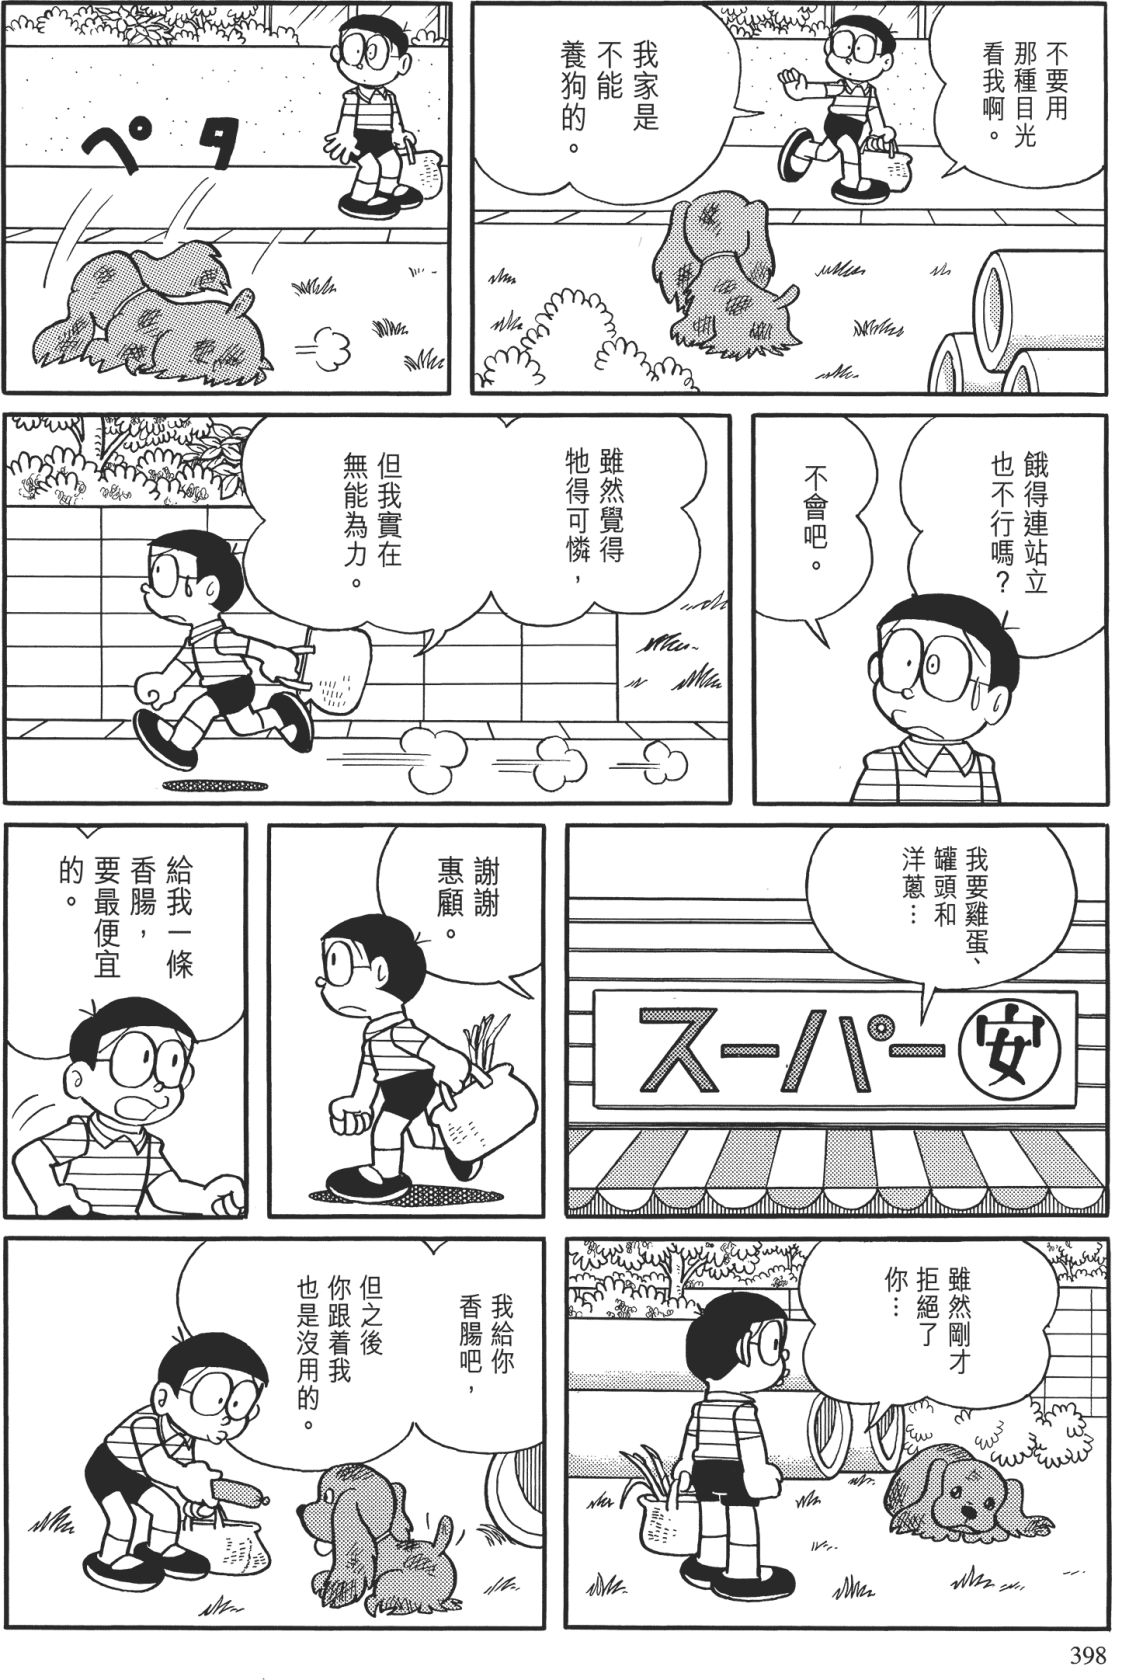 不要用
那種目光
看我啊。
我家是
不能
養狗的。
ペタ
餓得連站立
也不行嗎？
不會吧。
雖然覺得
牠得可憐，
但我實在
無能為力。
我要雞蛋、
罐頭和
洋蔥…
スーパー安
謝謝
惠顧。
給我一條
香腸，
要最便宜
的。
雖然剛才
拒絕了
你…
我給你
香腸吧，
但之後
你跟着我
也是沒用的。
398